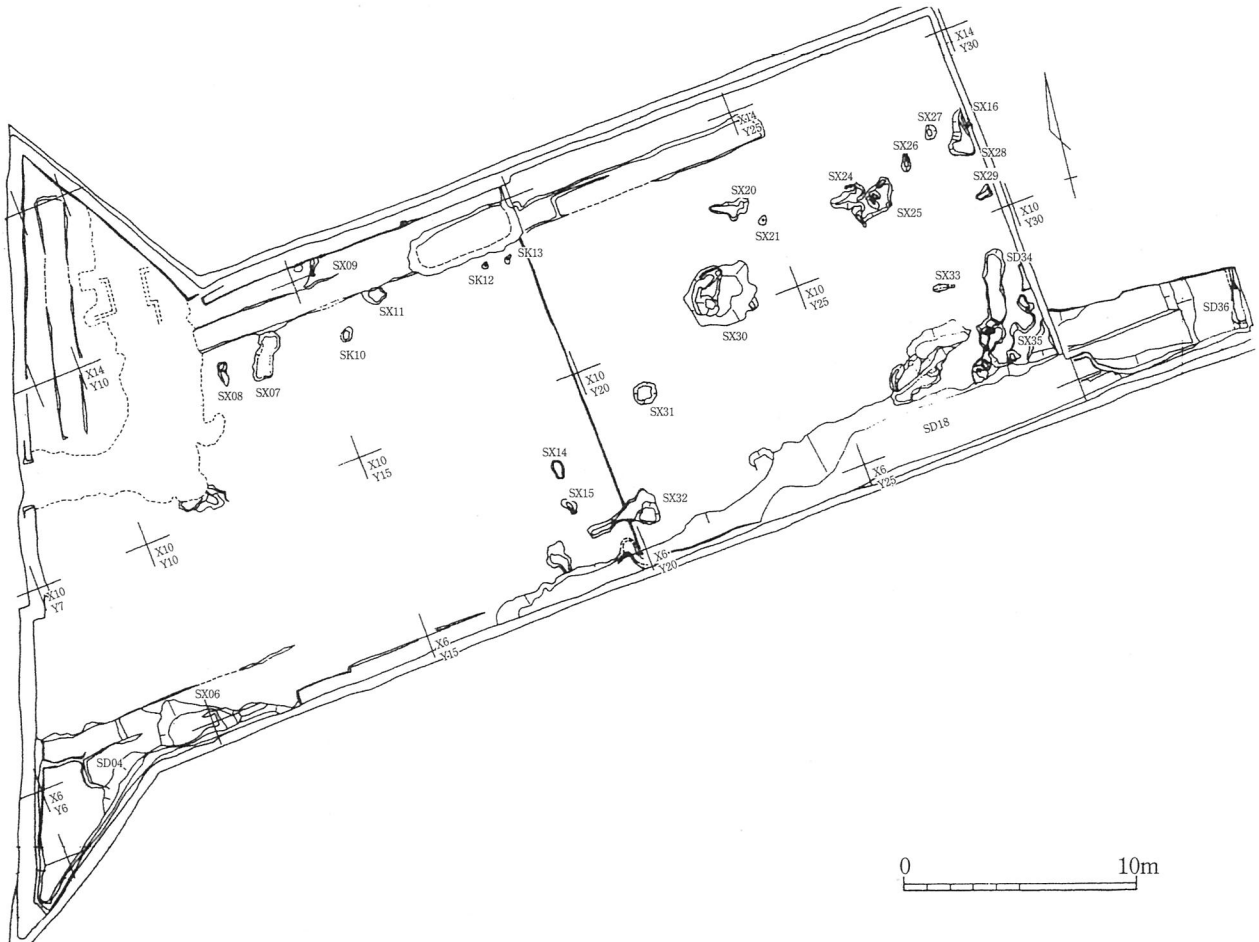 X14
Y30
SX16
SX27
X14
Y25
SX26
SX28
SX24
SX29
SX20
SX25
X10
Y30
SX21
SK13
SD34
SX09
SK12
SX33
X10
Y25
SX11
SD36
SX30
SX35
SK10
X14
Y10
SX08
SX07
X10
Y20
SX31
SD18
SX14
X10
Y15
X6
Y25
SX15
SX32
X10
Y10
X6
Y20
X10
Y7
X6
Y15
SX06
SD04
X6
Y6
0 10m